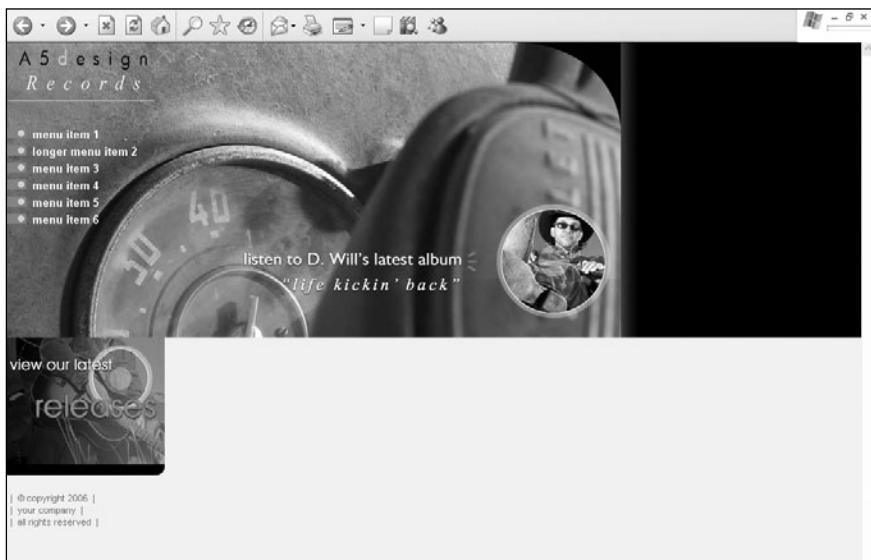 A5design
Records
menu item 1
longer menu item 2
menu item 3
menu item 4
menu item 5
menu item 6
30 40
listen to D. Will's latest album
"life kickin' back"
view our latest
releases
| © copyright 2006 |
| your company |
| all rights reserved |